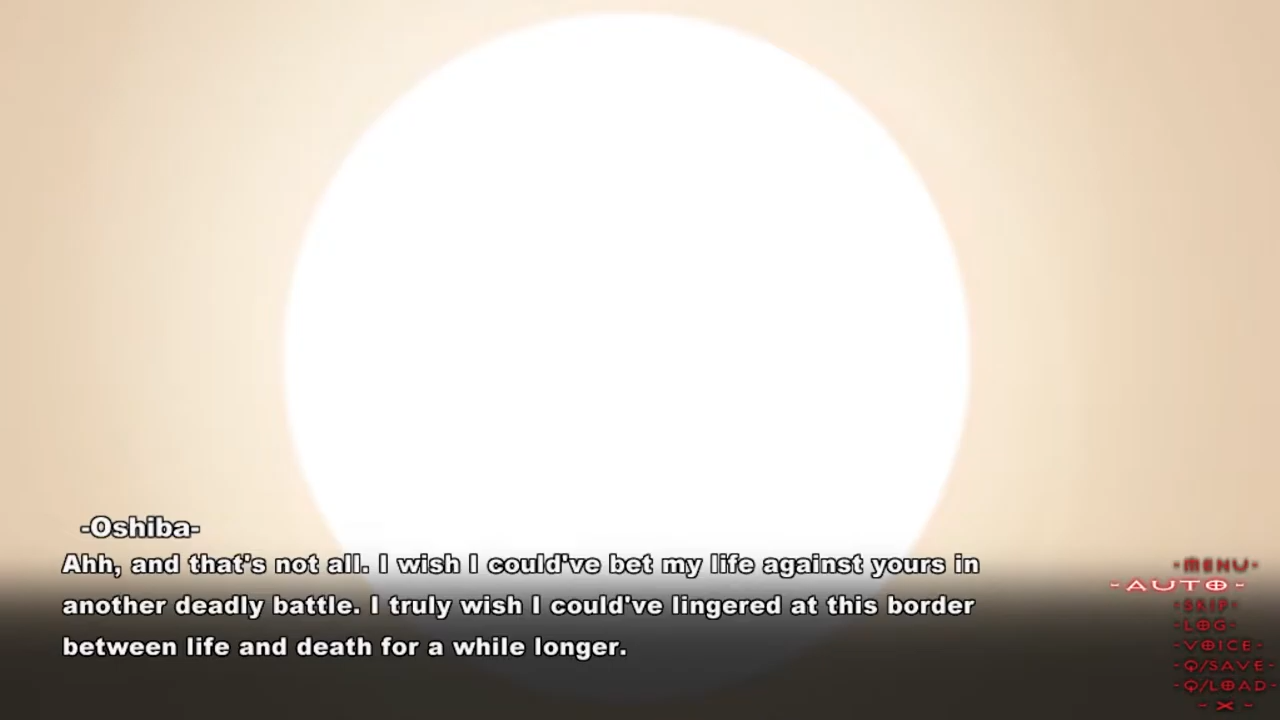 -Oshiba-
Ahh, and that's not all. I wish I could've bet my life against yours in
another deadly battle. I truly wish I could've lingered at this border
between life and death for a while longer.
-MENU-
-AUTO-
-SKIP-
-LOG-
-VOICE-
-Q/SAVE-
-Q/LOAD-
-X-